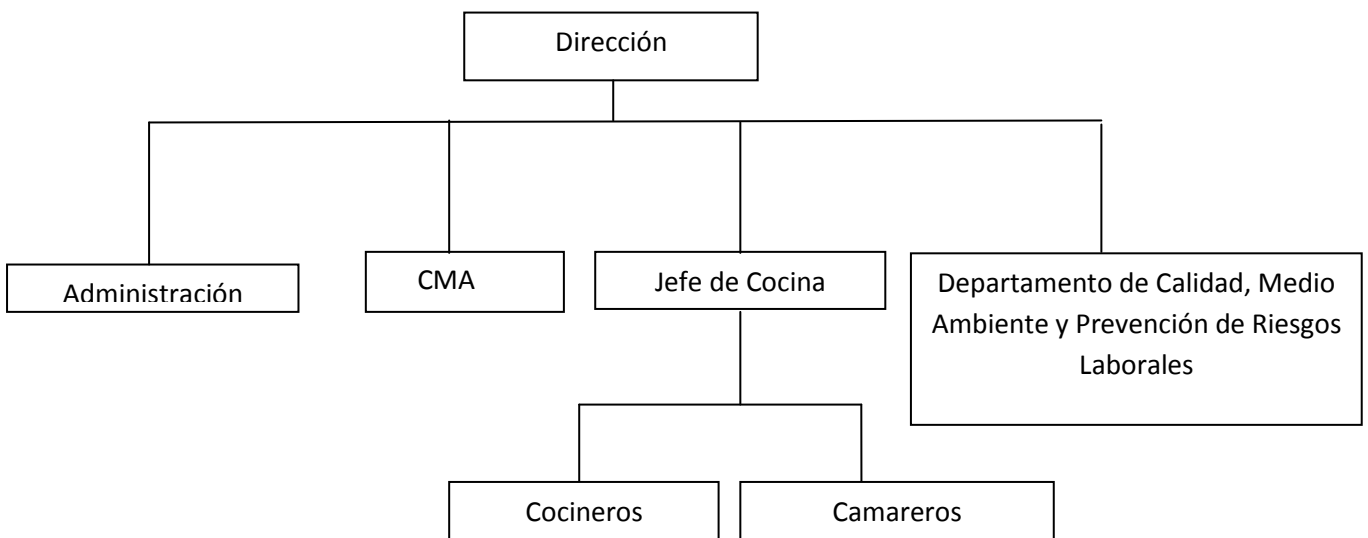 Dirección
Administración
CMA
Jefe de Cocina
Departamento de Calidad, Medio
Ambiente y Prevención de Riesgos
Laborales
Cocineros
Camareros